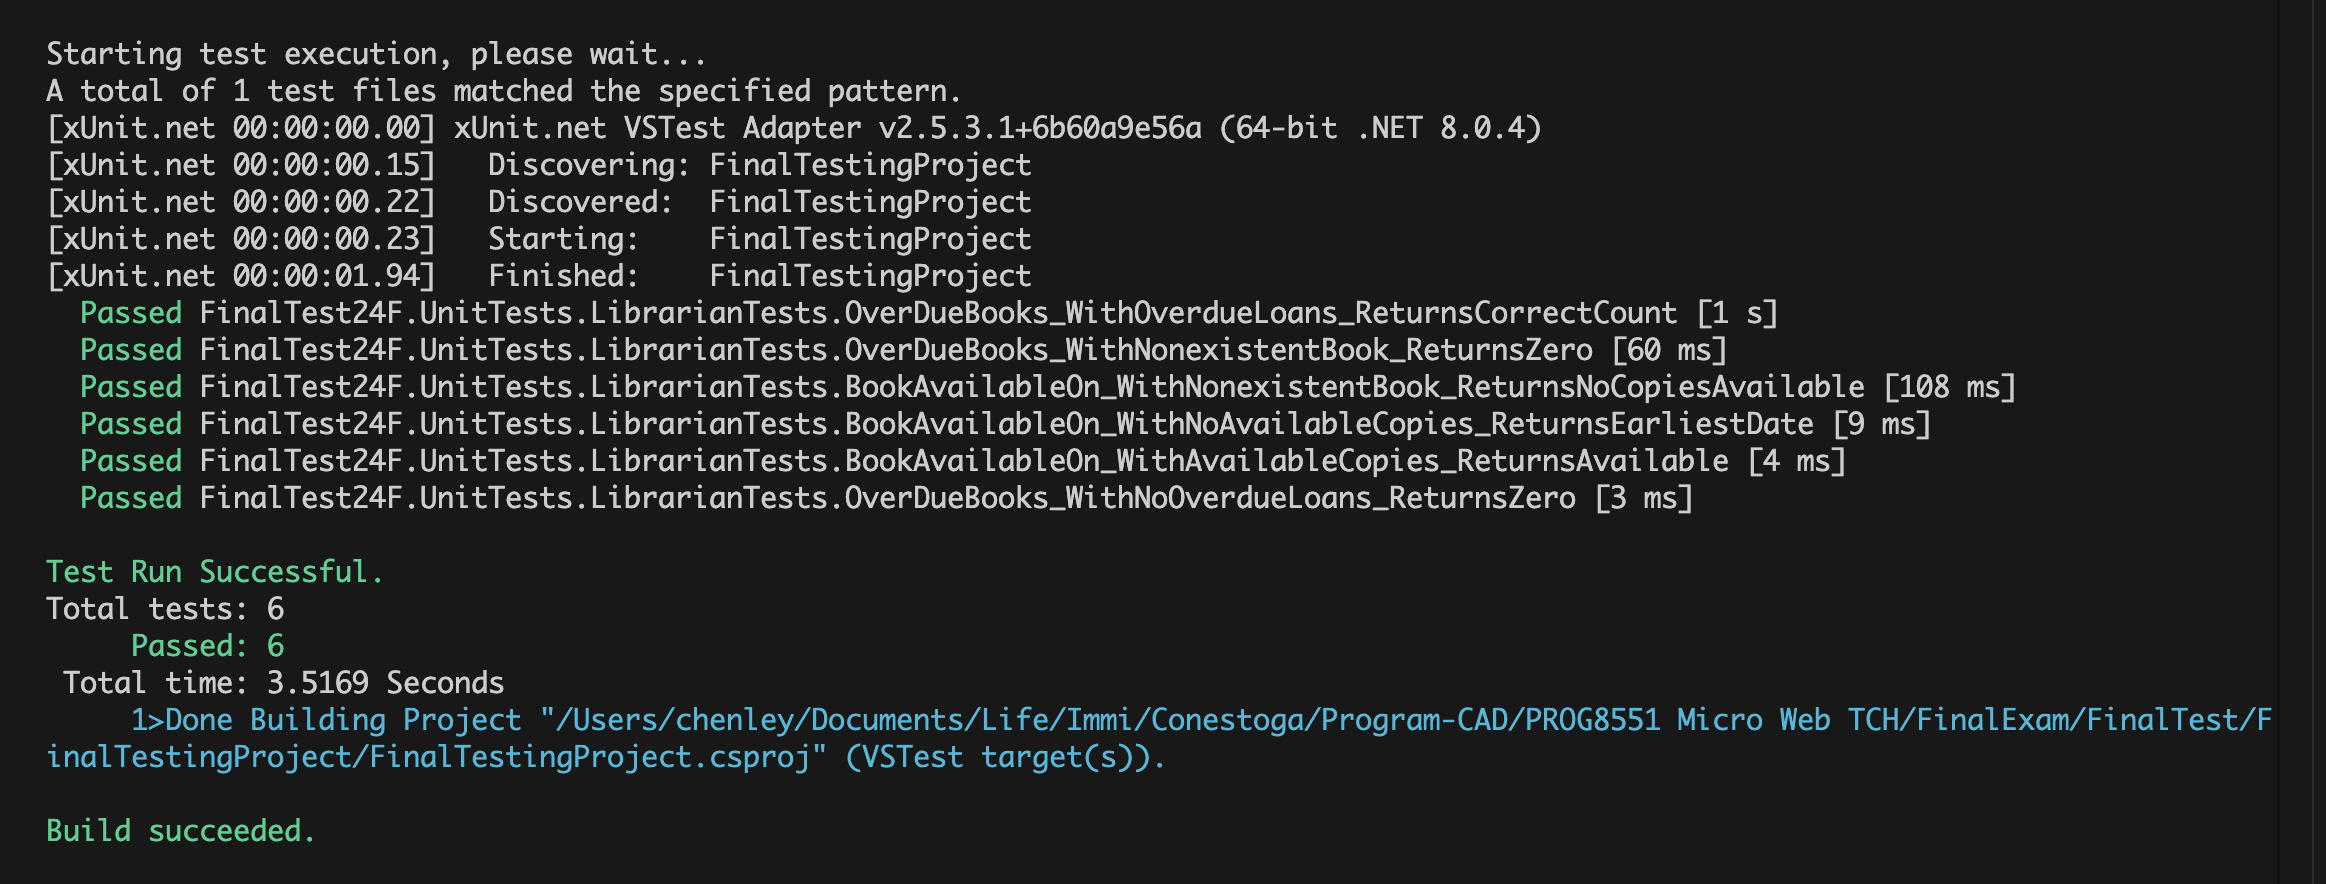 Starting test execution, please wait...
A total of 1 test files matched the specified pattern.
[xUnit.net 00:00:00.00] xUnit.net VSTest Adapter v2.5.3.1+6b60a9e56a (64-bit .NET 8.0.4)
[xUnit.net 00:00:00.15]   Discovering: FinalTestingProject
[xUnit.net 00:00:00.22]   Discovered:  FinalTestingProject
[xUnit.net 00:00:00.23]   Starting:    FinalTestingProject
[xUnit.net 00:00:01.94]   Finished:    FinalTestingProject
  Passed FinalTest24F.UnitTests.LibrarianTests.OverDueBooks_WithOverdueLoans_ReturnsCorrectCount [1 s]
  Passed FinalTest24F.UnitTests.LibrarianTests.OverDueBooks_WithNonexistentBook_ReturnsZero [60 ms]
  Passed FinalTest24F.UnitTests.LibrarianTests.BookAvailableOn_WithNonexistentBook_ReturnsNoCopiesAvailable [108 ms]
  Passed FinalTest24F.UnitTests.LibrarianTests.BookAvailableOn_WithNoAvailableCopies_ReturnsEarliestDate [9 ms]
  Passed FinalTest24F.UnitTests.LibrarianTests.BookAvailableOn_WithAvailableCopies_ReturnsAvailable [4 ms]
  Passed FinalTest24F.UnitTests.LibrarianTests.OverDueBooks_WithNoOverdueLoans_ReturnsZero [3 ms]

Test Run Successful.
Total tests: 6
     Passed: 6
 Total time: 3.5169 Seconds
     1>Done Building Project "/Users/chenley/Documents/Life/Immi/Conestoga/Program-CAD/PROG8551 Micro Web TCH/FinalExam/FinalTest/F
inalTestingProject/FinalTestingProject.csproj" (VSTest target(s)).

Build succeeded.